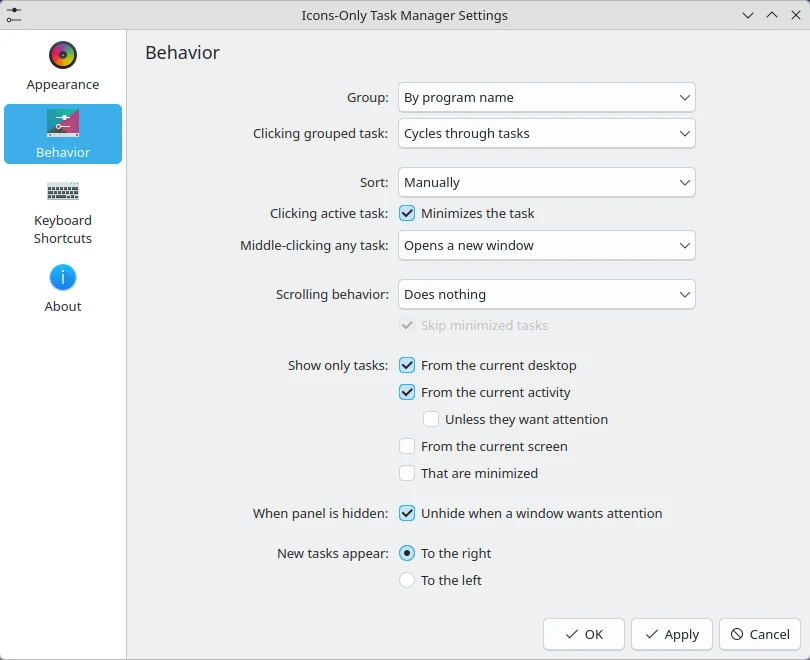 Icons-Only Task Manager Settings
Appearance
Behavior
Keyboard
Shortcuts
About
Behavior
Group: By program name
Clicking grouped task: Cycles through tasks
Sort: Manually
Clicking active task: Minimizes the task
Middle-clicking any task: Opens a new window
Scrolling behavior: Does nothing
Skip minimized tasks
Show only tasks: From the current desktop
From the current activity
Unless they want attention
From the current screen
That are minimized
When panel is hidden: Unhide when a window wants attention
New tasks appear: To the right
To the left
OK Apply Cancel